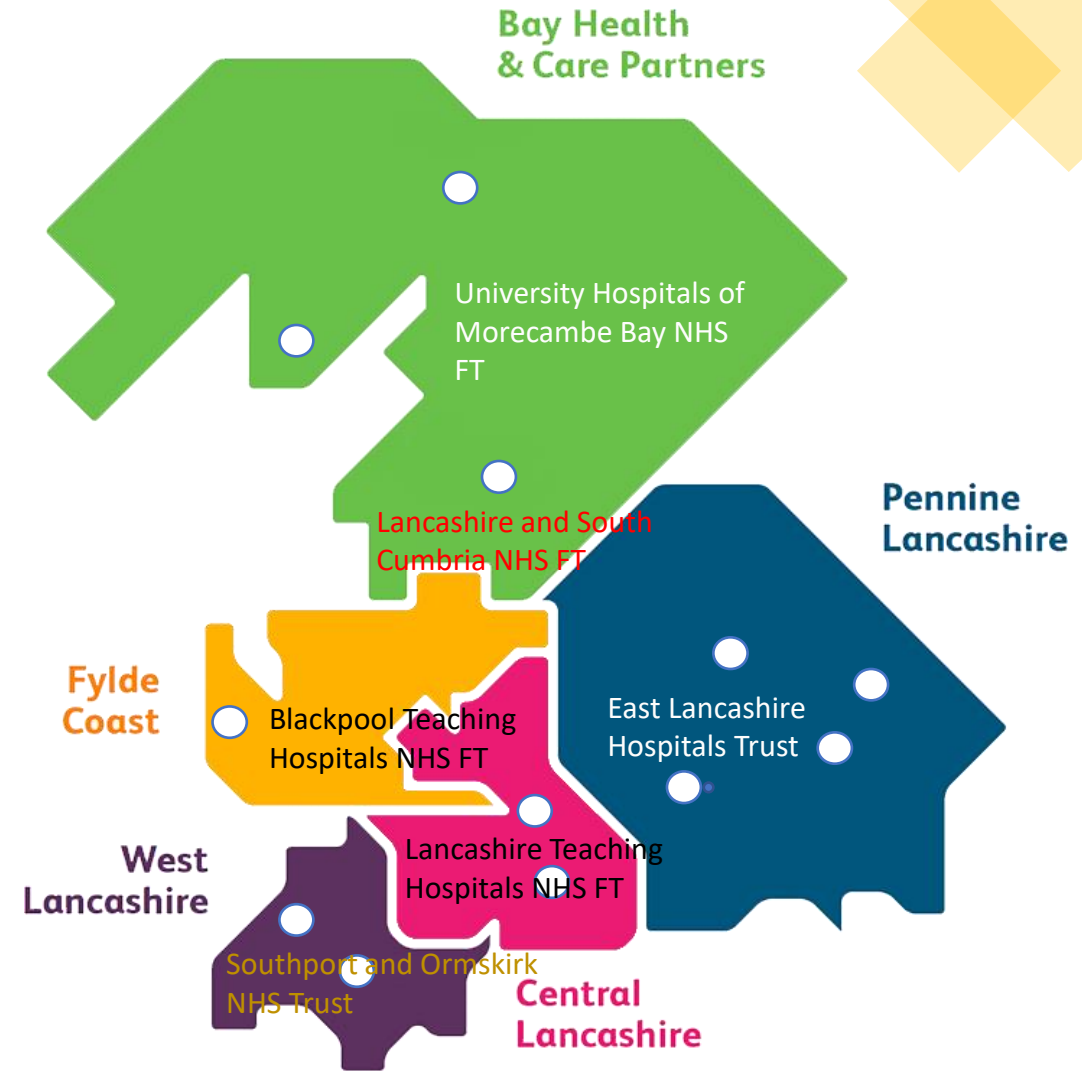 Bay Health
& Care Partners
University Hospitals of
Morecambe Bay NHS
FT
Lancashire and South
Cumbria NHS FT
Pennine
Lancashire
Fylde
Coast
Blackpool Teaching
Hospitals NHS FT
East Lancashire
Hospitals Trust
West
Lancashire
Lancashire Teaching
Hospitals NHS FT
Southport and Ormskirk
NHS Trust
Central
Lancashire